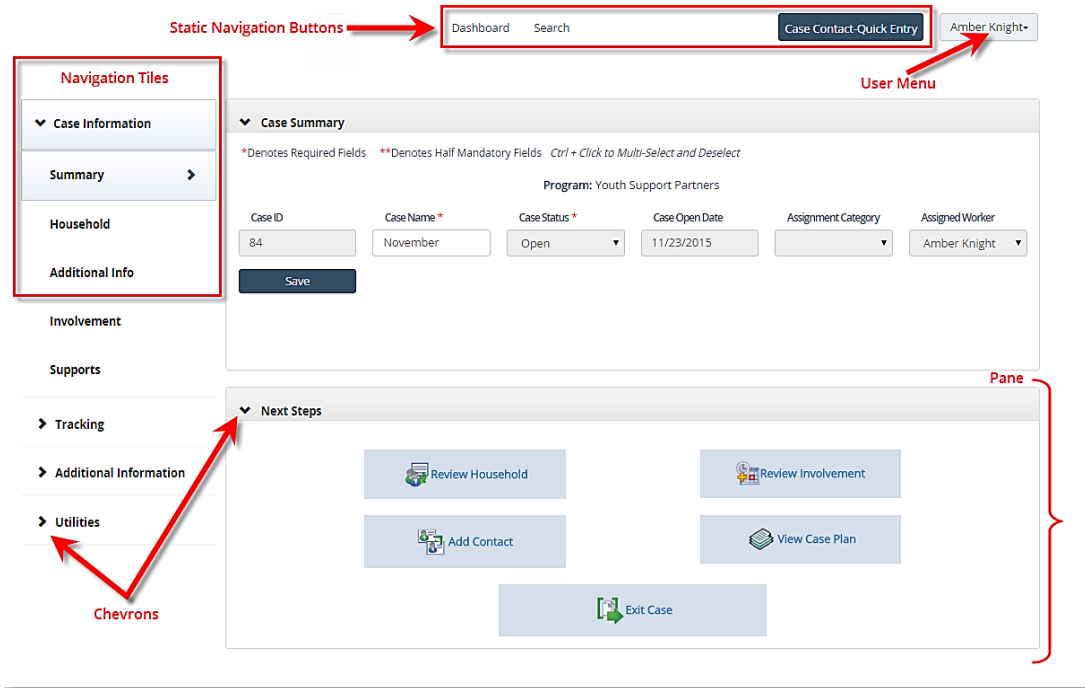 Static Navigation Buttons
Dashboard Search Case Contact-Quick Entry Amber Knight
User Menu
Navigation Tiles
Case Information
Summary
Household
Additional Info
Involvement
Supports
Tracking
Additional Information
Utilities
Chevrons
Case Summary
*Denotes Required Fields **Denotes Half Mandatory Fields Ctrl + Click to Multi-Select and Deselect
Program: Youth Support Partners
Case ID Case Name * Case Status * Case Open Date Assignment Category Assigned Worker
84 November Open 11/23/2015 Amber Knight
Save
Pane
Next Steps
Review Household Review Involvement
Add Contact View Case Plan
Exit Case